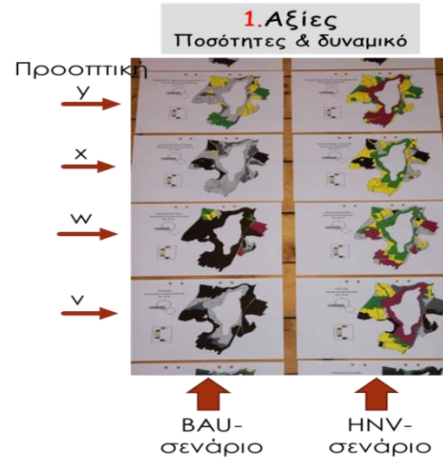 1.Αξίες
Ποσότητες & δυναμικό
Προοπτική
y
x
w
v
BAU-
σενάριο
HNV-
σενάριο